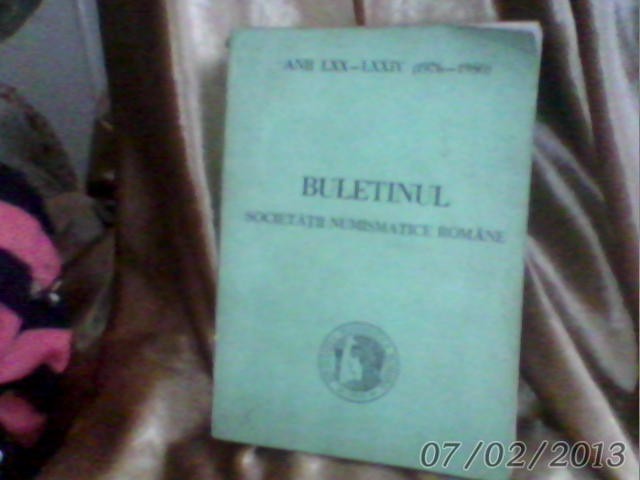 ANII LXX—LXXIV (1976—1980)
BULETINUL
SOCIETĂȚII NUMISMATICE ROMÂNE
07/02/2013